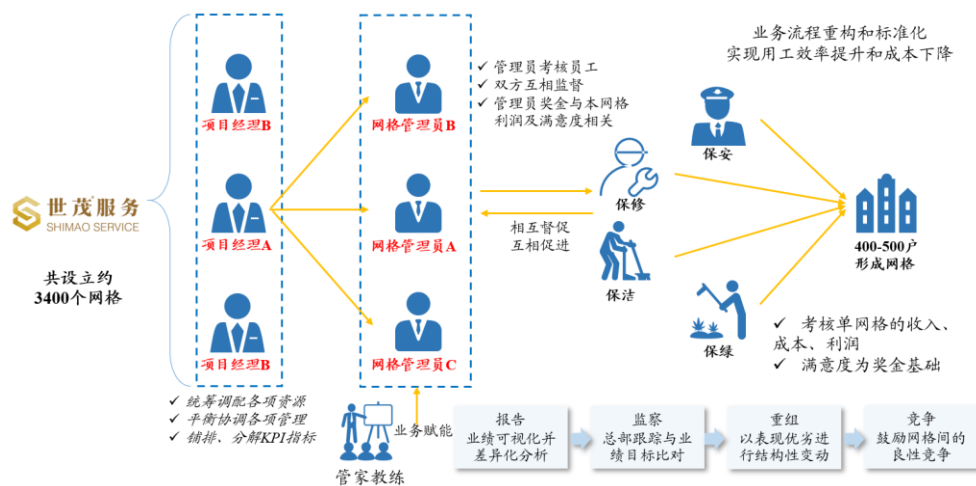 世茂服务
SHIMAO SERVICE
共设立约
3400个网格
项目经理B
项目经理A
项目经理B
✓ 统筹调配各项资源
✓ 平衡协调各项管理
✓ 铺排、分解KPI指标
网格管理员B
网格管理员A
网格管理员C
✓ 管理员考核员工
✓ 双方互相监督
✓ 管理员奖金与本网格
利润及满意度相关
相互督促
互相促进
业务赋能
管家教练
业务流程重构和标准化
实现用工效率提升和成本下降
保安
保修
保洁
保绿
400-500户
形成网格
✓ 考核单网格的收入、
成本、利润
✓ 满意度为奖金基础
报告
业绩可视化并
差异化分析
监察
总部跟踪与业
绩目标比对
重组
以表现优劣进
行结构性变动
竞争
鼓励网格间的
良性竞争